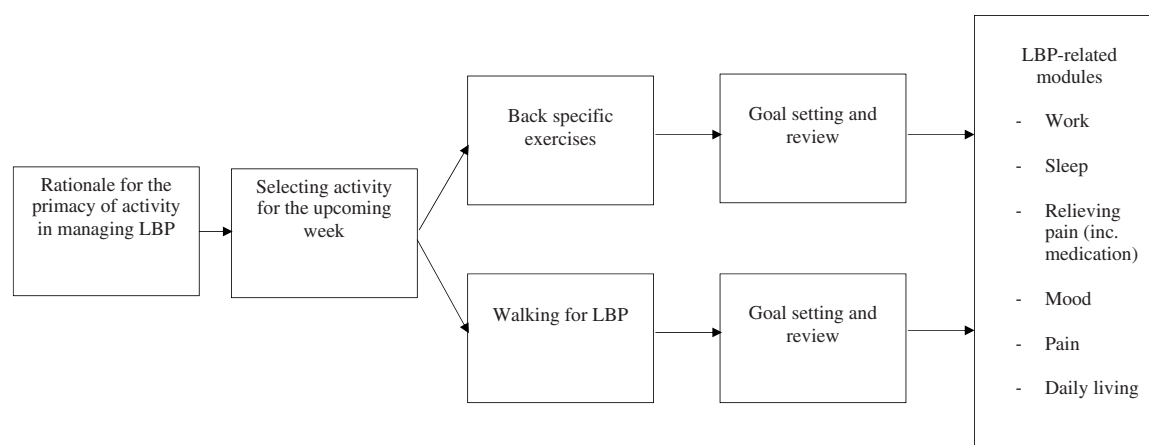 Rationale for the
primacy of activity
in managing LBP
Selecting activity
for the upcoming
week
Back specific
exercises
Goal setting and
review
Walking for LBP
Goal setting and
review
LBP-related
modules
- Work
- Sleep
- Relieving
pain (inc.
medication)
- Mood
- Pain
- Daily living